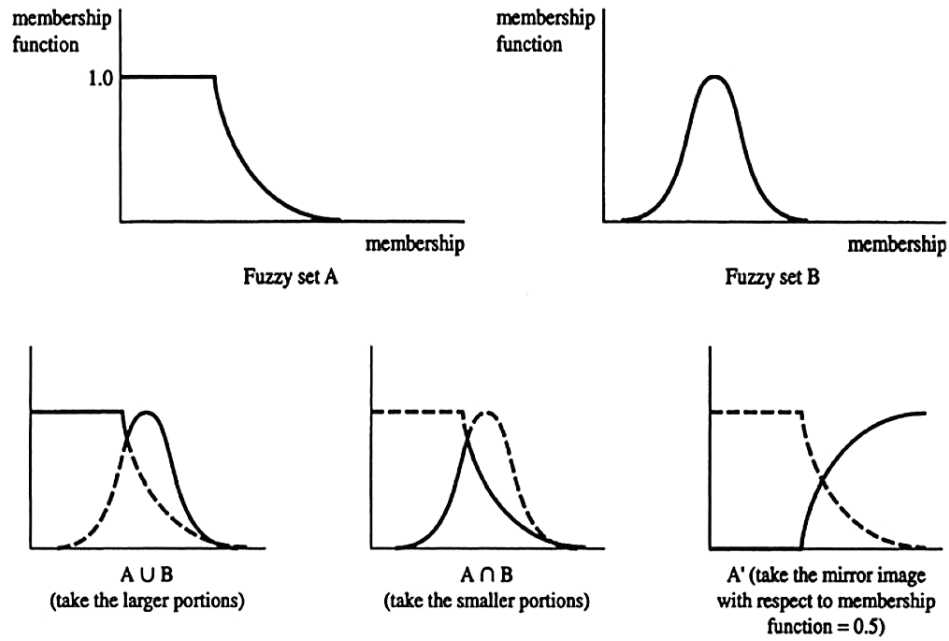 membership
function
1.0
membership
Fuzzy set A
membership
function
membership
Fuzzy set B
A ∪ B
(take the larger portions)
A ∩ B
(take the smaller portions)
A' (take the mirror image
with respect to membership
function = 0.5)